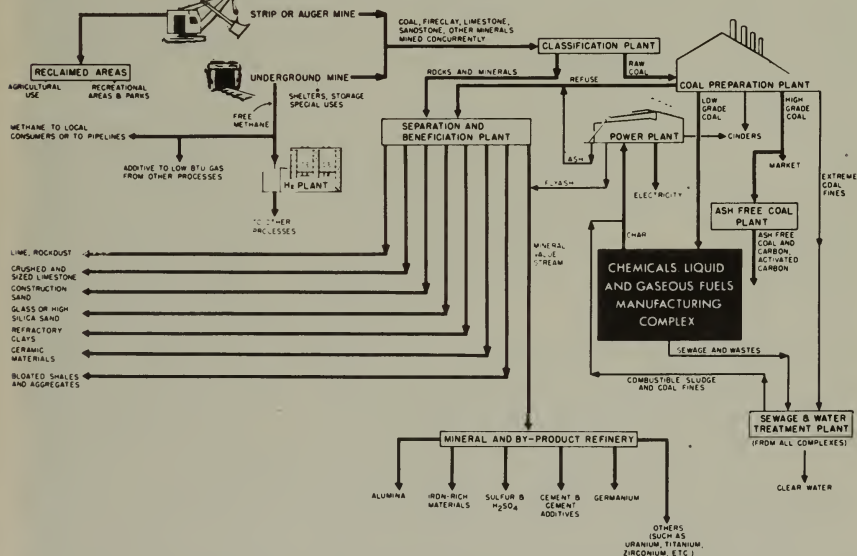 STRIP OR AUGER MINE
COAL, FIRECLAY, LIMESTONE,
SANDSTONE, OTHER MINERALS
MINED CONCURRENTLY
CLASSIFICATION PLANT
RECLAIMED AREAS
AGRICULTURAL
USE
RECREATIONAL
AREAS & PARKS
UNDERGROUND MINE
SHELTERS, STORAGE
SPECIAL USES
ROCKS AND MINERALS
RAW
COAL
REFUSE
COAL PREPARATION PLANT
FREE
METHANE
METHANE TO LOCAL
CONSUMERS OR TO PIPELINES
ADDITIVE TO LOW BTU GAS
FROM OTHER PROCESSES
H2 PLANT
TO OTHER
PROCESSES
SEPARATION AND
BENEFICIATION PLANT
POWER PLANT
ASH
FLYASH
CINDERS
ELECTRICITY
LOW
GRADE
COAL
HIGH
GRADE
COAL
MARKET
EXTREME
COAL
FINES
ASH FREE COAL
PLANT
ASH FREE
COAL AND
CARBON,
ACTIVATED
CARBON
CHAR
MINERAL
VALUE
STREAM
LIME, ROCKDUST
CRUSHED AND
SIZED LIMESTONE
CONSTRUCTION
SAND
GLASS OR HIGH
SILICA SAND
REFRACTORY
CLAYS
CERAMIC
MATERIALS
BLOATED SHALES
AND AGGREGATES
CHEMICALS LIQUID
AND GASEOUS FUELS
MANUFACTURING
COMPLEX
SEWAGE AND WASTES
COMBUSTIBLE SLUDGE
AND COAL FINES
SEWAGE & WATER
TREATMENT PLANT
(FROM ALL COMPLEXES)
CLEAR WATER
MINERAL AND BY-PRODUCT REFINERY
ALUMINA
IRON-RICH
MATERIALS
SULFUR &
H2SO4
CEMENT &
CEMENT
ADDITIVES
GERMANIUM
OTHERS
(SUCH AS
URANIUM, TITANIUM,
ZIRCONIUM, ETC.)